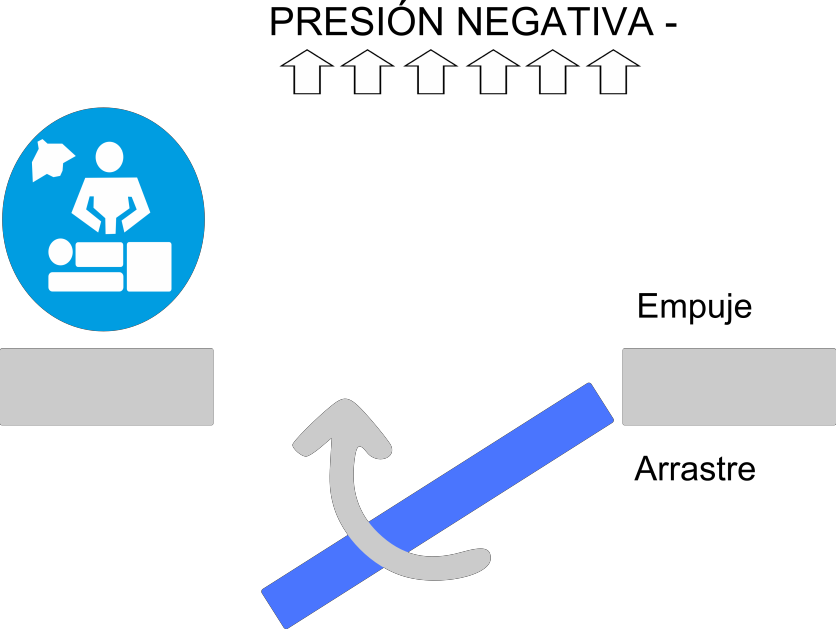 PRESIÓN NEGATIVA -
Empuje
Arrastre